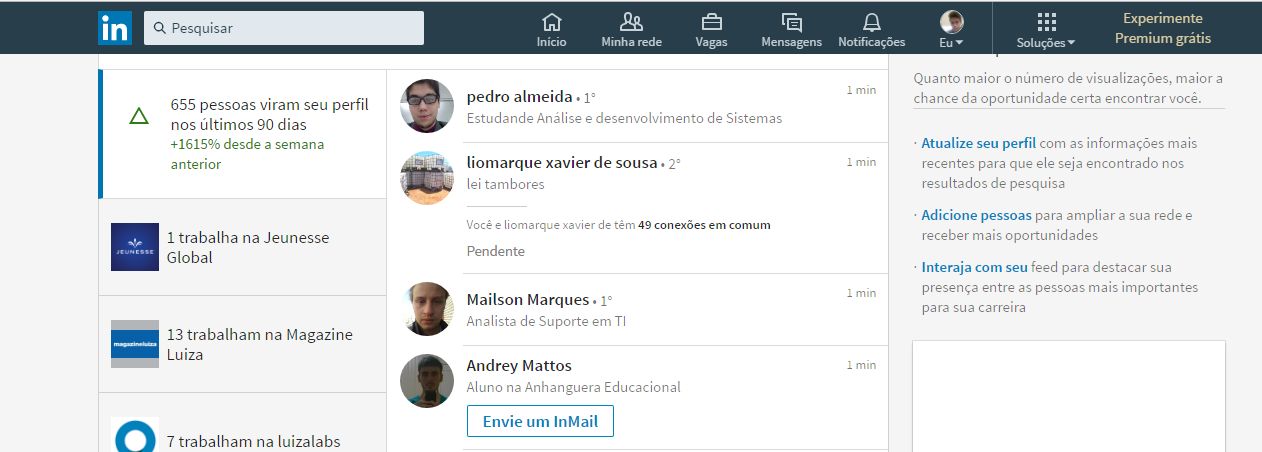 in
Pesquisar
Início
Minha rede
Vagas
Mensagens
Notificações
Eu
Soluções
Experimente
Premium grátis
655 pessoas viram seu perfil
nos últimos 90 dias
+1615% desde a semana
anterior
JEUNESSE
1 trabalha na Jeunesse
Global
magazineluiza
13 trabalham na Magazine
Luiza
7 trabalham na luizalabs
pedro almeida • 1°
1 min
Estudande Análise e desenvolvimento de Sistemas
liomarque xavier de sousa • 2°
1 min
lei tambores
Você e liomarque xavier de têm 49 conexões em comum
Pendente
Mailson Marques • 1°
1 min
Analista de Suporte em TI
Andrey Mattos
1 min
Aluno na Anhanguera Educacional
Envie um InMail
Quanto maior o número de visualizações, maior a
chance da oportunidade certa encontrar você.
· Atualize seu perfil com as informações mais
recentes para que ele seja encontrado nos
resultados de pesquisa
· Adicione pessoas para ampliar a sua rede e
receber mais oportunidades
· Interaja com seu feed para destacar sua
presença entre as pessoas mais importantes
para sua carreira